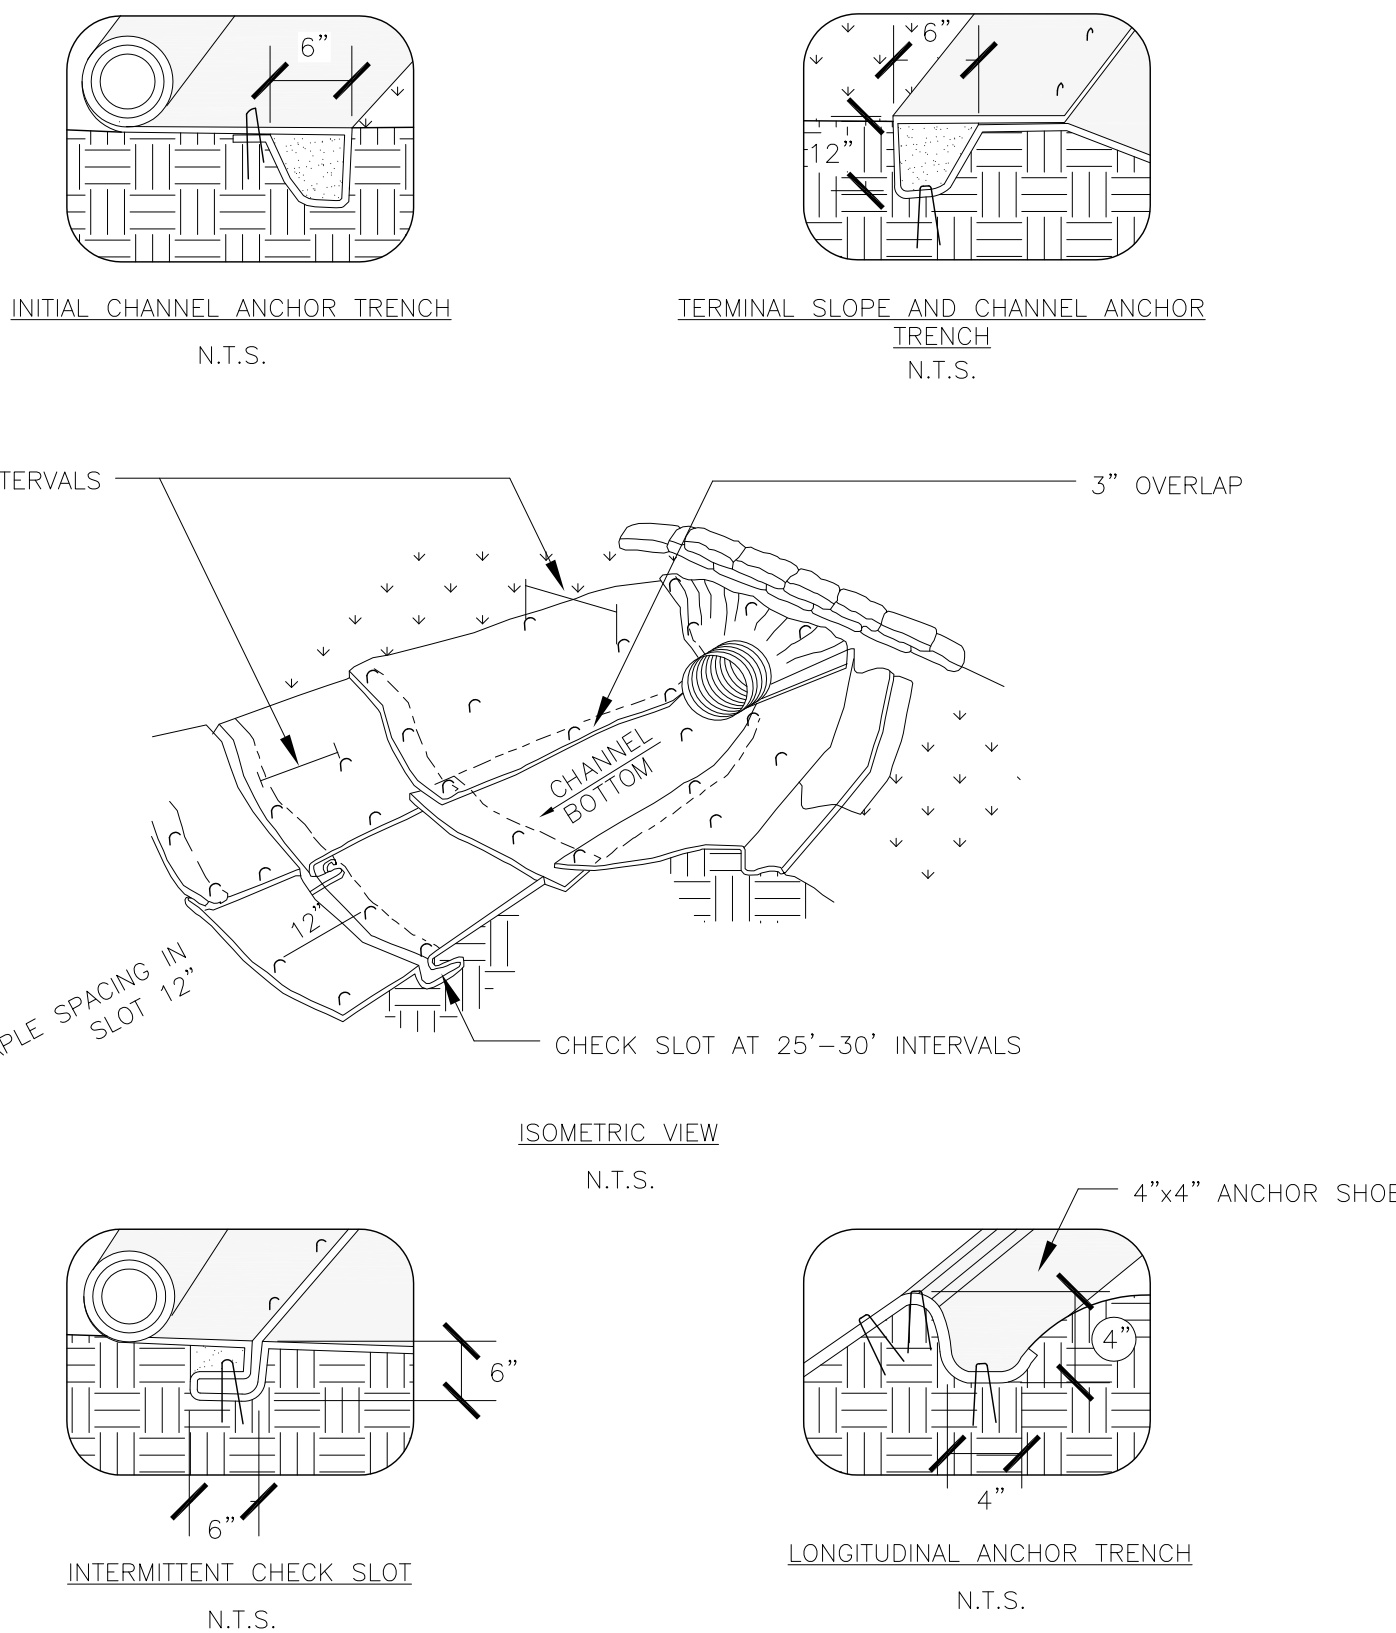 6”
6”
12”
INITIAL CHANNEL ANCHOR TRENCH
N.T.S.
TERMINAL SLOPE AND CHANNEL ANCHOR
TRENCH
N.T.S.
TERVALS
3” OVERLAP
CHANNEL
BOTTOM
12”
PLE SPACING IN
SLOT 12”
CHECK SLOT AT 25’–30’ INTERVALS
ISOMETRIC VIEW
N.T.S.
4”x4” ANCHOR SHOE
6”
6”
4”
4”
INTERMITTENT CHECK SLOT
N.T.S.
LONGITUDINAL ANCHOR TRENCH
N.T.S.